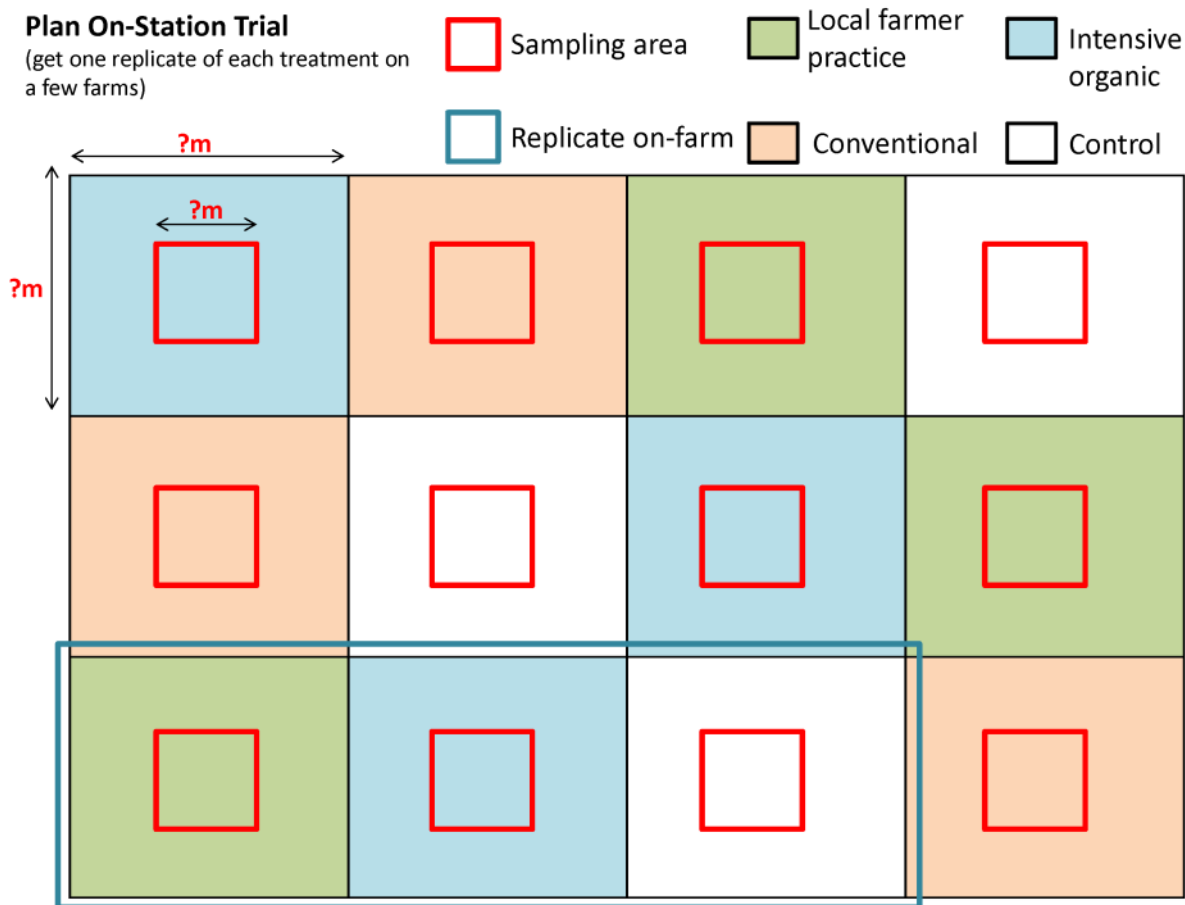 Plan On-Station Trial
(get one replicate of each treatment on
a few farms)
Sampling area
Local farmer
practice
Intensive
organic
Replicate on-farm
Conventional
Control
?m
?m
?m